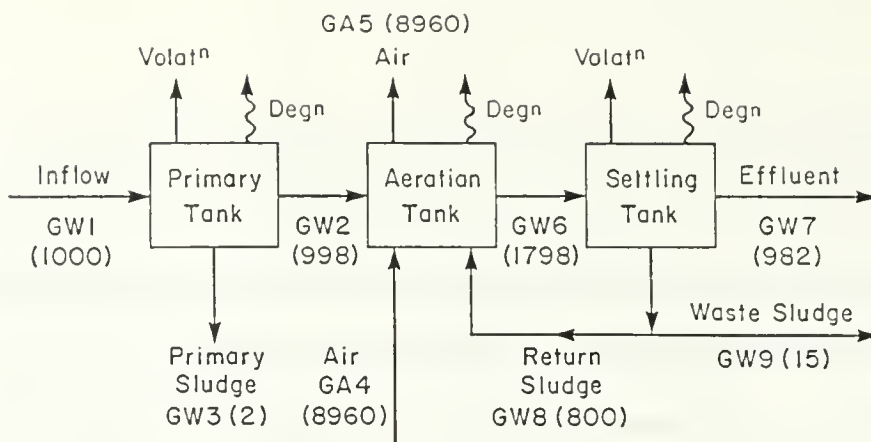 GA5 (8960)
Volatⁿ
Air
Volatⁿ
Degn
Degn
Degn
Inflow
Primary
Tank
Aeration
Tank
Settling
Tank
Effluent
GW1
(1000)
GW2
(998)
GW6
(1798)
GW7
(982)
Primary
Sludge
GW3 (2)
Air
GA4
(8960)
Return
Sludge
GW8 (800)
Waste Sludge
GW9 (15)